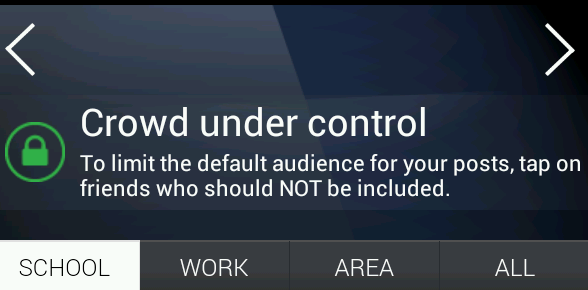 Crowd under control
To limit the default audience for your posts, tap on
friends who should NOT be included.
SCHOOL WORK AREA ALL